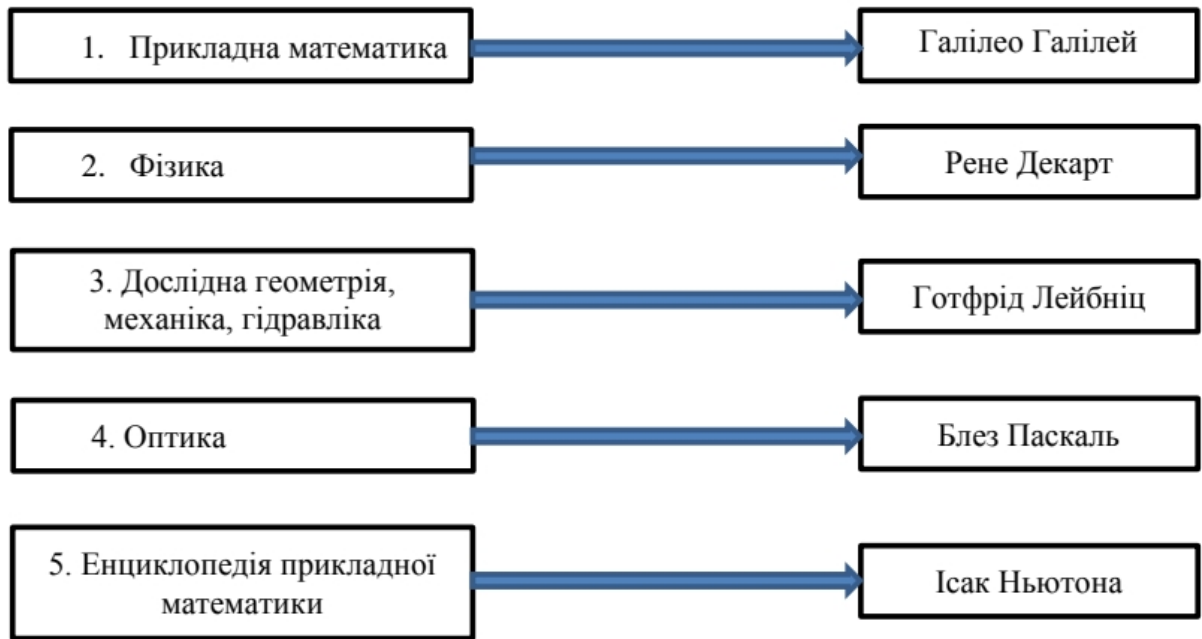 1. Прикладна математика
Галілео Галілей
2. Фізика
Рене Декарт
3. Дослідна геометрія,
механіка, гідравліка
Готфрід Лейбніц
4. Оптика
Блез Паскаль
5. Енциклопедія прикладної
математики
Ісак Ньютона